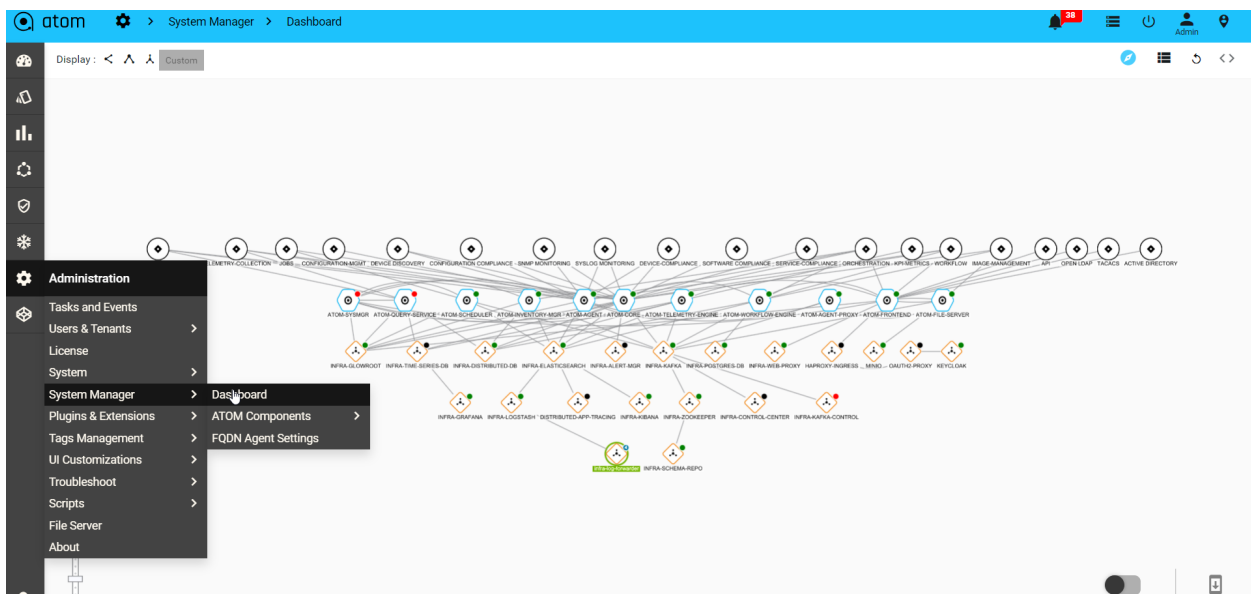 atom > System Manager > Dashboard
38
Admin
Display :
Custom
LEMETRY-COLLECTION JOBS CONFIGURATION-MGMT DEVICE DISCOVERY CONFIGURATION COMPLIANCE SNMP MONITORING SYSLOG MONITORING DEVICE-COMPLIANCE SOFTWARE COMPLIANCE SERVICE-COMPLIANCE ORCHESTRATION KPI-METRICS WORKFLOW IMAGE-MANAGEMENT API OPEN LDAP TACACS ACTIVE DIRECTORY
ATOM-SYSMGR ATOM-QUERY-SERVICE ATOM-SCHEDULER ATOM-INVENTORY-MGR ATOM-AGENT ATOM-CORE ATOM-TELEMETRY-ENGINE ATOM-WORKFLOW-ENGINE ATOM-AGENT-PROXY ATOM-FRONTEND ATOM-FILE-SERVER
INFRA-GLOWROOT INFRA-TIME-SERIES-DB INFRA-DISTRIBUTED-DB INFRA-ELASTICSEARCH INFRA-ALERT-MGR INFRA-KAFKA INFRA-POSTGRES-DB INFRA-WEB-PROXY HAPROXY-INGRESS MINIO OAUTH2-PROXY KEYCLOAK
INFRA-GRAFANA INFRA-LOGSTASH DISTRIBUTED-APP-TRACING INFRA-KIBANA INFRA-ZOOKEEPER INFRA-CONTROL-CENTER INFRA-KAFKA-CONTROL
infra-log-forwarder INFRA-SCHEMA-REPO
Administration
Tasks and Events
Users & Tenants
License
System
System Manager
Plugins & Extensions
Tags Management
UI Customizations
Troubleshoot
Scripts
File Server
About
Dashboard
ATOM Components
FQDN Agent Settings